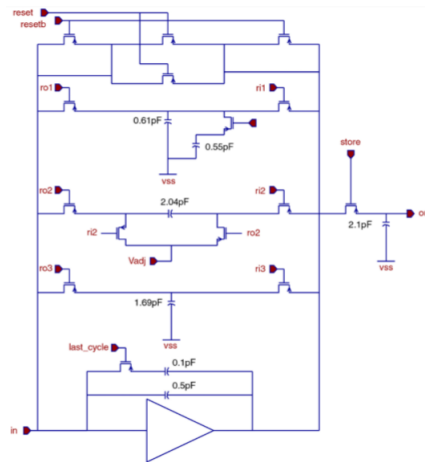 reset
resetb
ro1
ri1
0.61pF
0.55pF
vss
store
ro2
ri2
2.04pF
ri2
ro2
2.1pF
Vadj
vss
ro3
ri3
1.69pF
vss
last_cycle
0.1pF
0.5pF
in